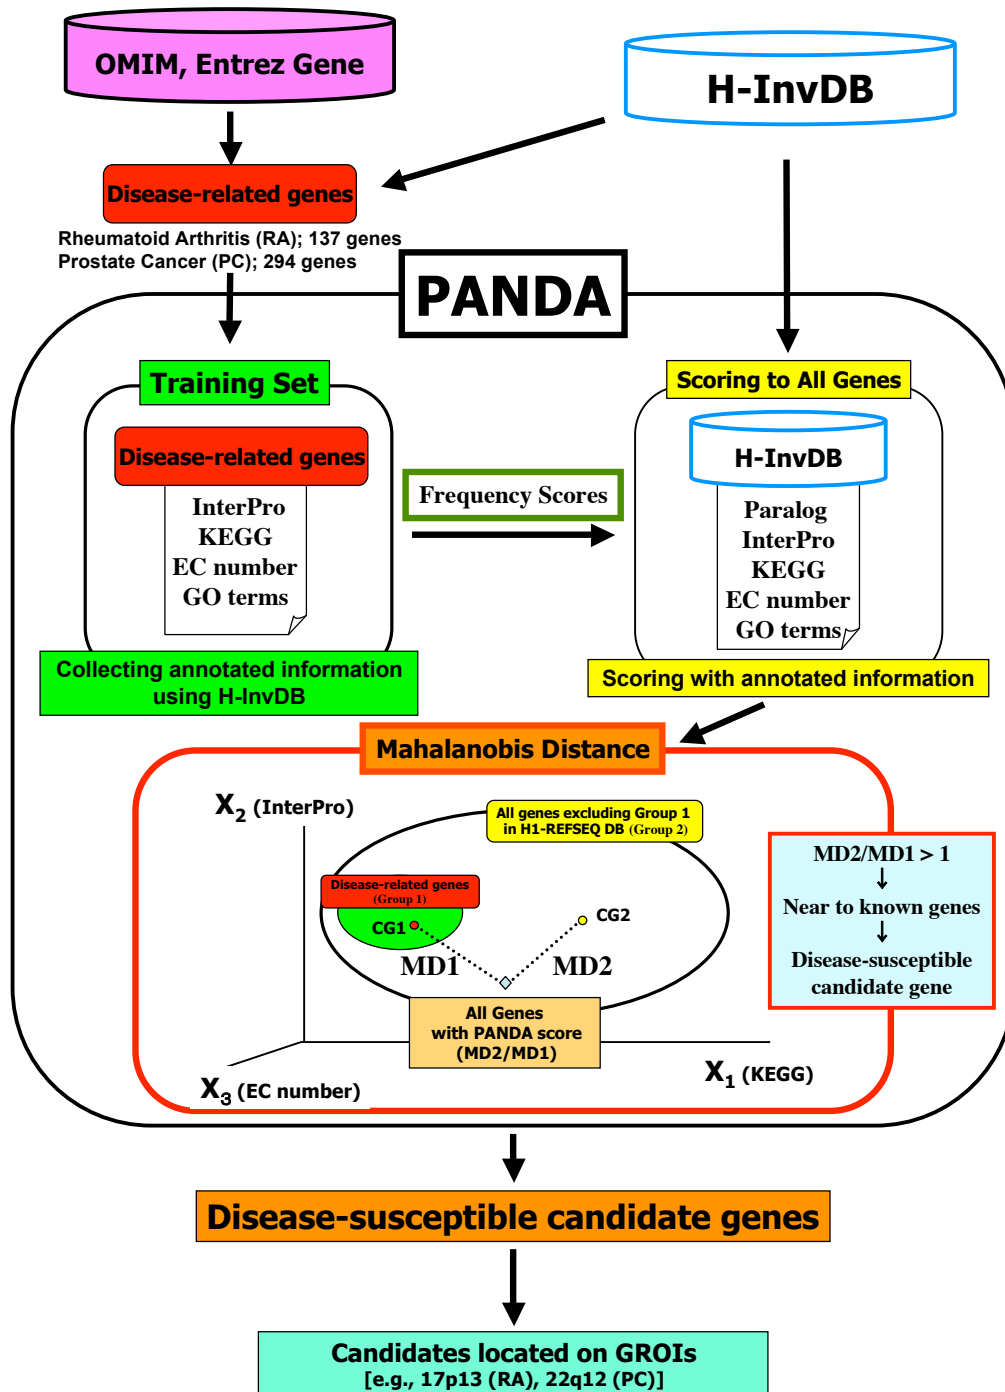 OMIM, Entrez Gene
H-InvDB
Disease-related genes
Rheumatoid Arthritis (RA); 137 genes
Prostate Cancer (PC); 294 genes
PANDA
Training Set
Disease-related genes
InterPro
KEGG
EC number
GO terms
Collecting annotated information
using H-InvDB
Frequency Scores
Scoring to All Genes
H-InvDB
Paralog
InterPro
KEGG
EC number
GO terms
Scoring with annotated information
Mahalanobis Distance
X2 (InterPro)
All genes excluding Group 1
in H1-REFSEQ DB (Group 2)
Disease-related genes
(Group 1)
CG1
CG2
MD1
MD2
All Genes
with PANDA score
(MD2/MD1)
X1 (KEGG)
X3 (EC number)
MD2/MD1 > 1
↓
Near to known genes
↓
Disease-susceptible
candidate gene
Disease-susceptible candidate genes
Candidates located on GROIs
[e.g., 17p13 (RA), 22q12 (PC)]